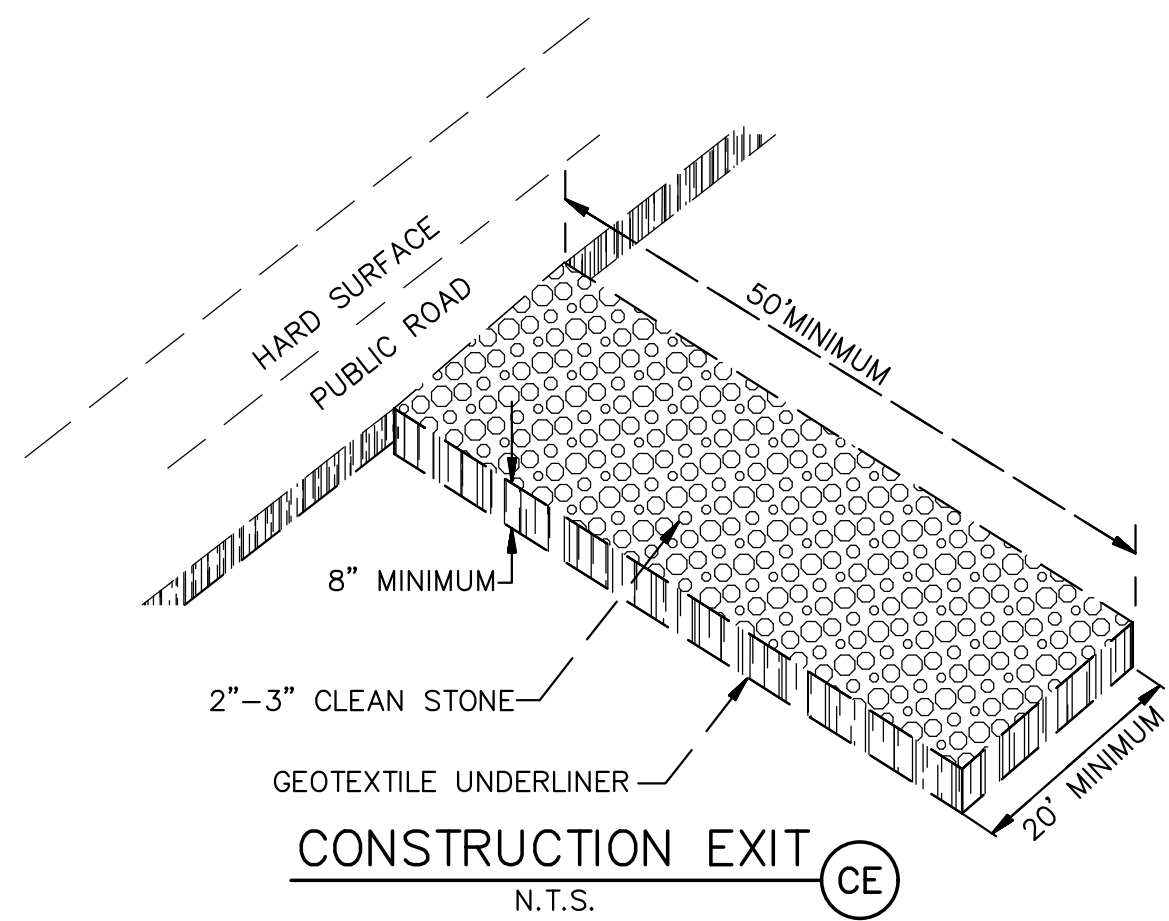 HARD SURFACE
PUBLIC ROAD
50'MINIMUM
8" MINIMUM
2"-3" CLEAN STONE
GEOTEXTILE UNDERLINER
20' MINIMUM
CONSTRUCTION EXIT
CE
N.T.S.